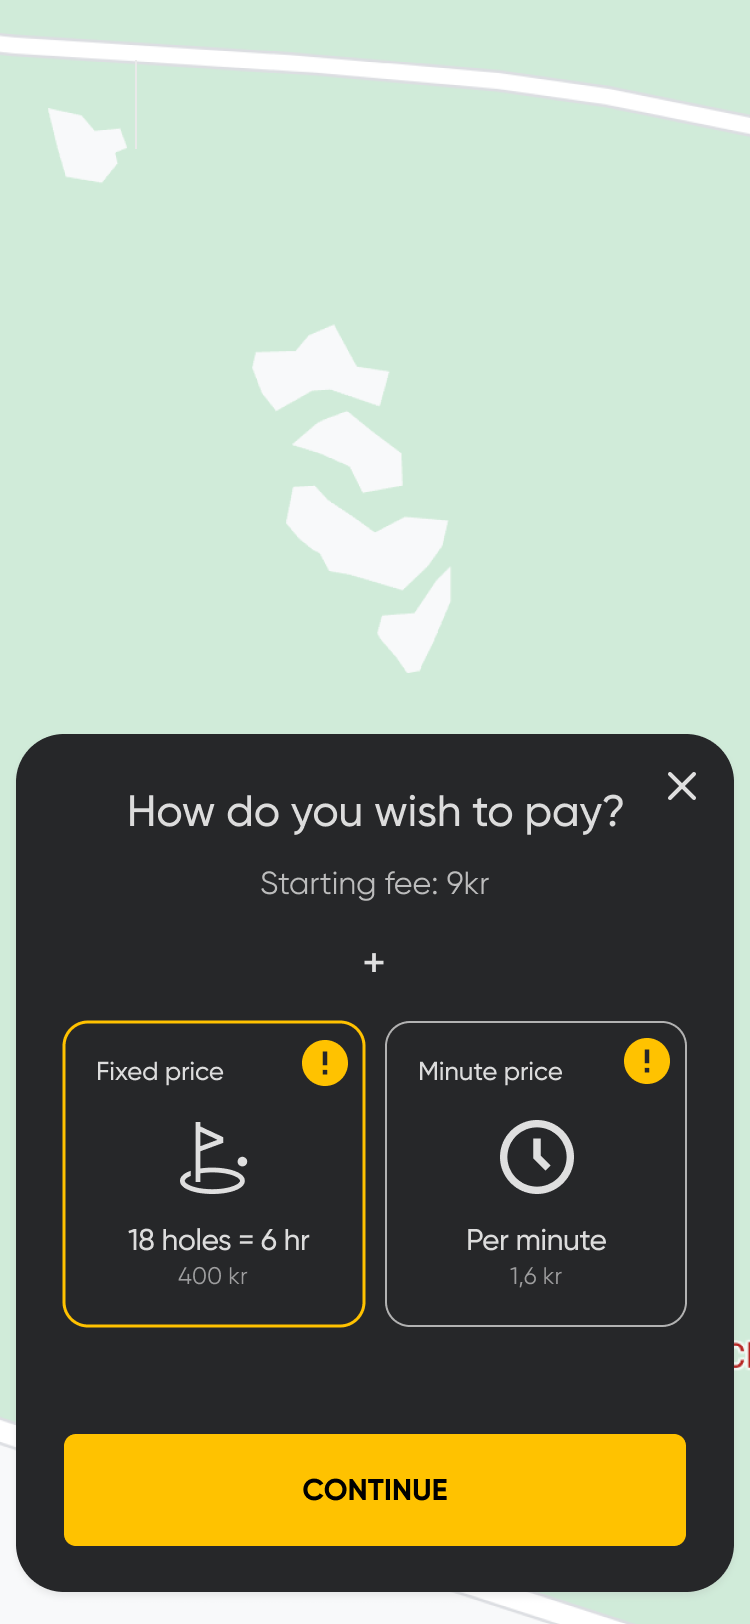 How do you wish to pay?
Starting fee: 9kr
+
Fixed price
!
Minute price
!
18 holes = 6 hr
400 kr
Per minute
1,6 kr
CONTINUE